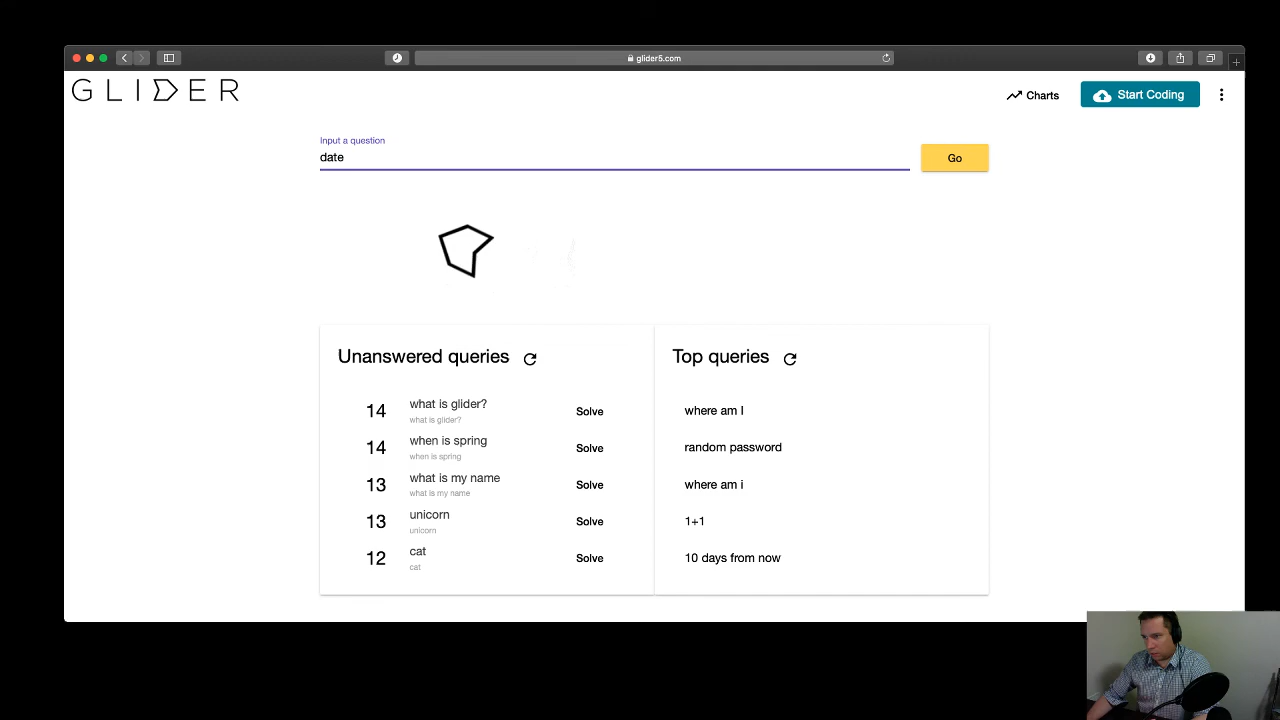 glider5.com
GLIDER
Charts
Start Coding
Input a question
date
Go
Unanswered queries
14 what is glider? Solve
what is glider?
14 when is spring Solve
when is spring
13 what is my name Solve
what is my name
13 unicorn Solve
unicorn
12 cat Solve
cat
Top queries
where am I
random password
where am i
1+1
10 days from now